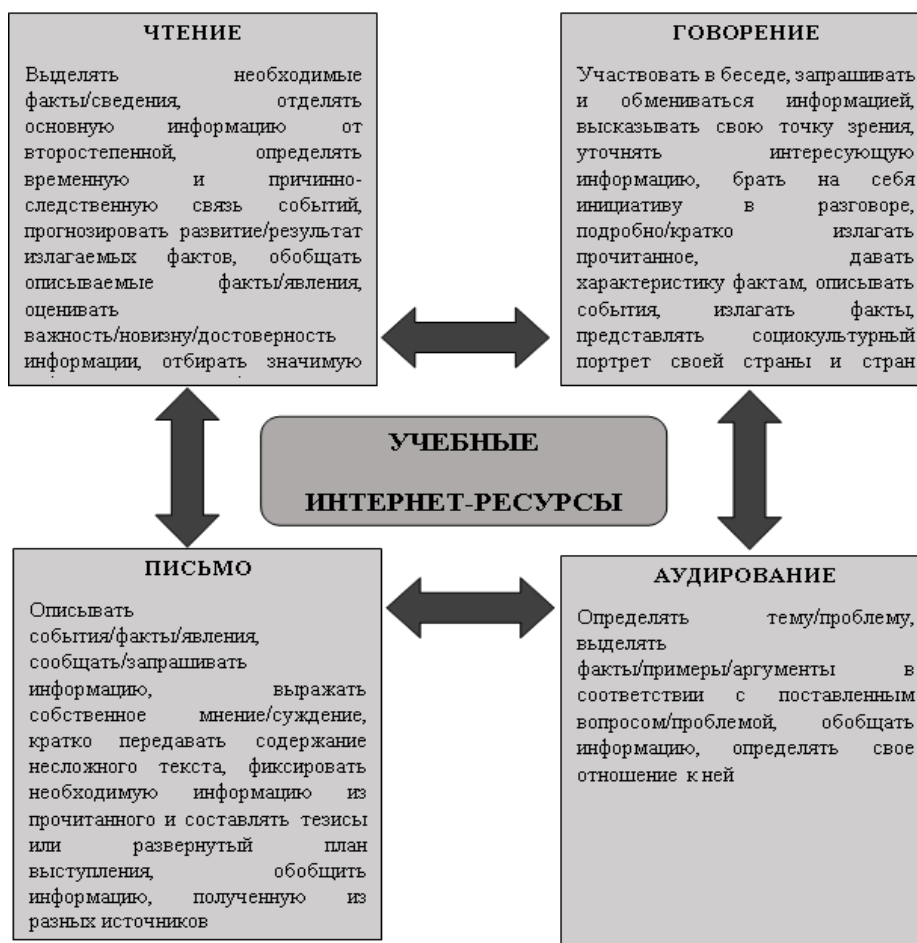 ЧТЕНИЕ
Выделять необходимые
факты/сведения, отделять
основную информацию от
второстепенной, определять
временную и причинно-
следственную связь событий,
прогнозировать развитие/результат
излагаемых фактов, обобщать
описываемые факты/явления,
оценивать
важность/новизну/достоверность
информации, отбирать значимую
ГОВОРЕНИЕ
Участвовать в беседе, запрашивать
и обмениваться информацией,
высказывать свою точку зрения,
уточнять интересующую
информацию, брать на себя
инициативу в разговоре,
подробно/кратко излагать
прочитанное, давать
характеристику фактам, описывать
события, излагать факты,
представлять социокультурный
портрет своей страны и стран
УЧЕБНЫЕ
ИНТЕРНЕТ-РЕСУРСЫ
ПИСЬМО
Описывать
события/факты/явления,
сообщать/запрашивать
информацию, выражать
собственное мнение/суждение,
кратко передавать содержание
несложного текста, фиксировать
необходимую информацию из
прочитанного и составлять тезисы
или развернутый план
выступления, обобщить
информацию, полученную из
разных источников
АУДИРОВАНИЕ
Определять тему/проблему,
выделять
факты/примеры/аргументы в
соответствии с поставленным
вопросом/проблемой, обобщать
информацию, определять свое
отношение к ней